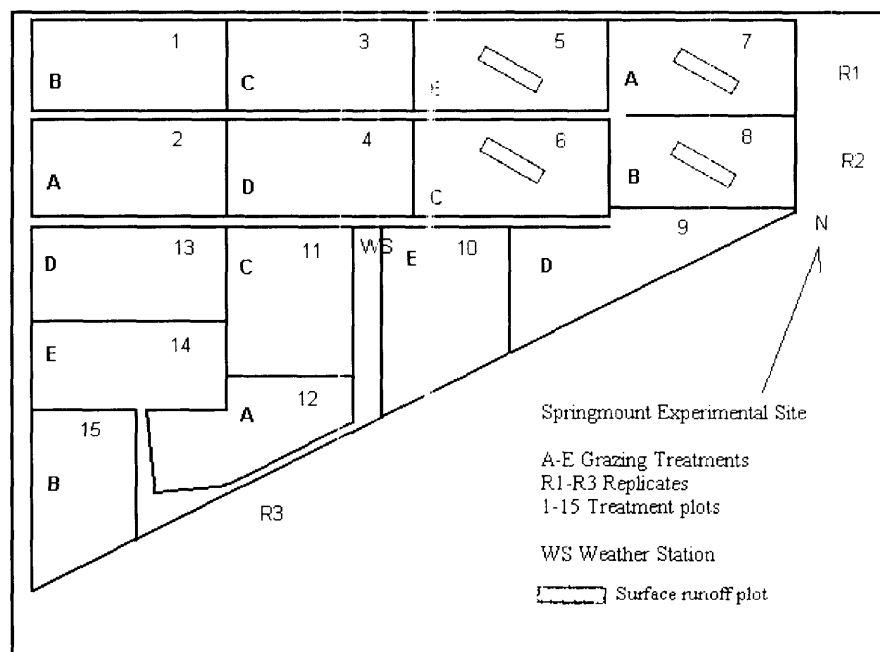 1 3 5 7
B C E A R1
2 4 6 8
A D C B R2
9 N
13 11 WS 10
D C E D
14
E
12
15 A
B
R3
Springmount Experimental Site
A-E Grazing Treatments
R1-R3 Replicates
1-15 Treatment plots
WS Weather Station
Surface runoff plot